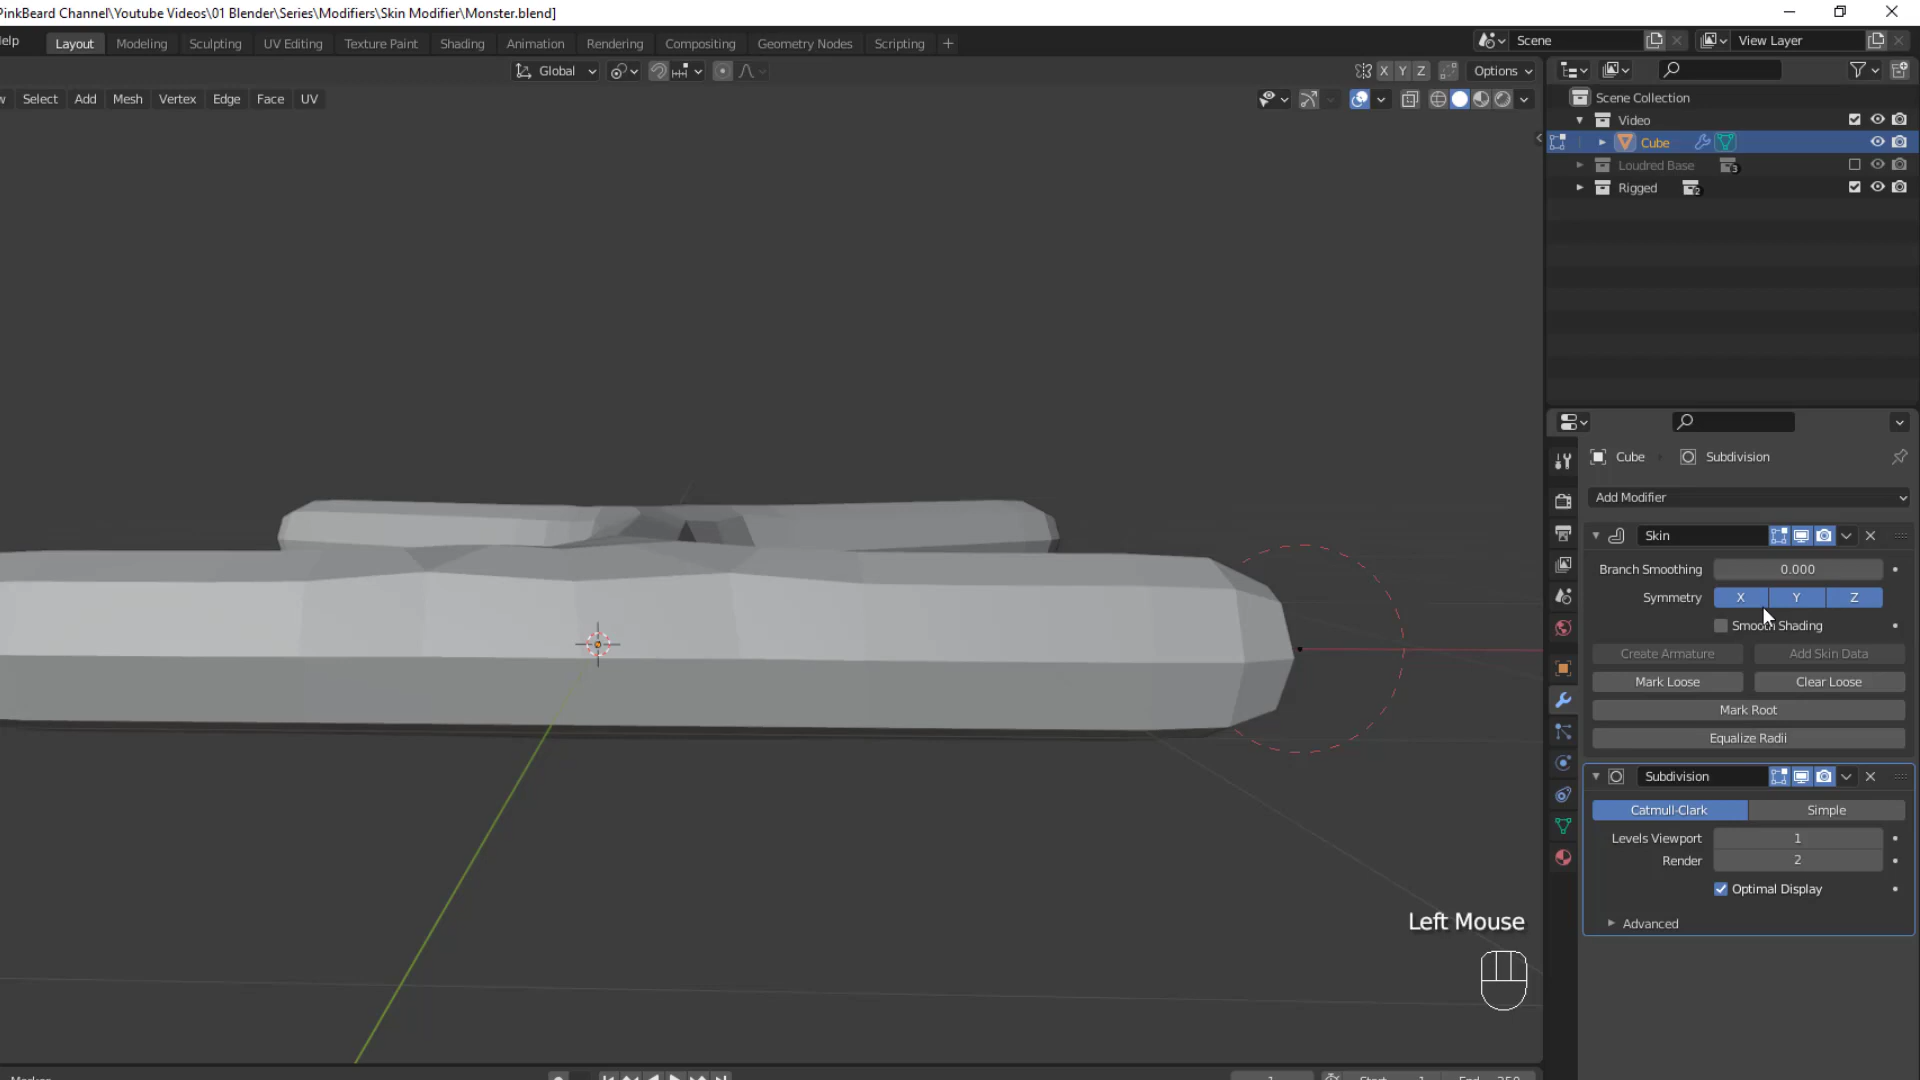 PinkBeard Channel\Youtube Videos\01 Blender\Series\Modifiers\Skin Modifier\Monster.blend]
elp Layout Modeling Sculpting UV Editing Texture Paint Shading Animation Rendering Compositing Geometry Nodes Scripting + Scene View Layer
Global X Y Z Options
w Select Add Mesh Vertex Edge Face UV
Scene Collection
Video
Cube
Loudred Base 3
Rigged 2
Cube Subdivision
Add Modifier
Skin
Branch Smoothing 0.000
Symmetry X Y Z
Smooth Shading
Create Armature Add Skin Data
Mark Loose Clear Loose
Mark Root
Equalize Radii
Subdivision
Catmull-Clark Simple
Levels Viewport 1
Render 2
Optimal Display
Advanced
Left Mouse